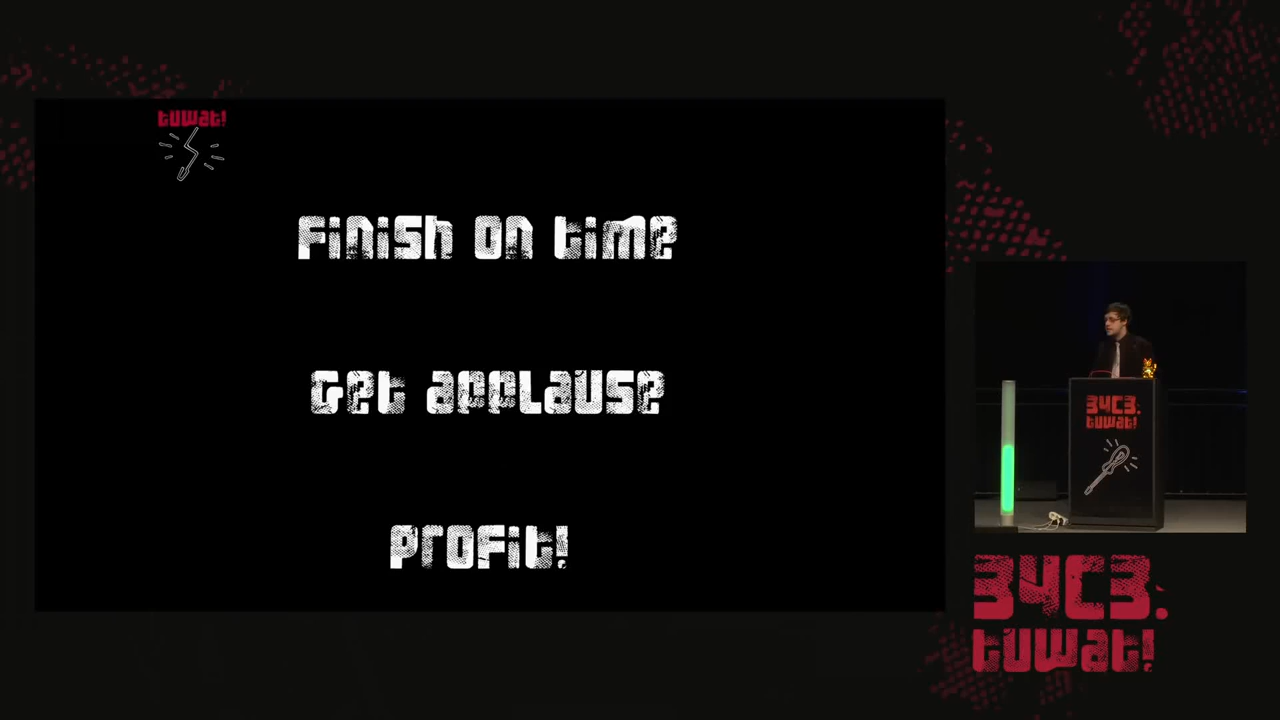 tuwat!
Finish on time
Get applause
Profit!
34C3.
tuwat!
34C3.
tuwat!